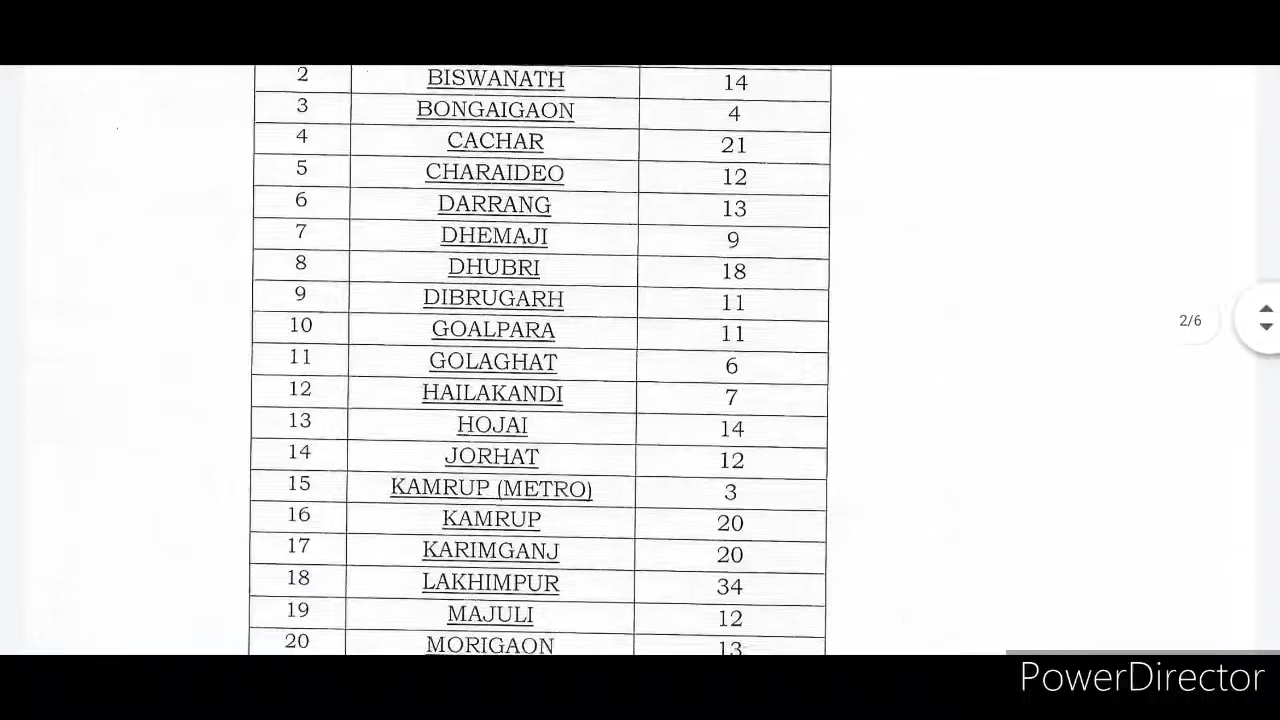 2 BISWANATH 14
3 BONGAIGAON 4
4 CACHAR 21
5 CHARAIDEO 12
6 DARRANG 13
7 DHEMAJI 9
8 DHUBRI 18
9 DIBRUGARH 11
10 GOALPARA 11
11 GOLAGHAT 6
12 HAILAKANDI 7
13 HOJAI 14
14 JORHAT 12
15 KAMRUP (METRO) 3
16 KAMRUP 20
17 KARIMGANJ 20
18 LAKHIMPUR 34
19 MAJULI 12
20 MORIGAON 13
2/6
PowerDirector